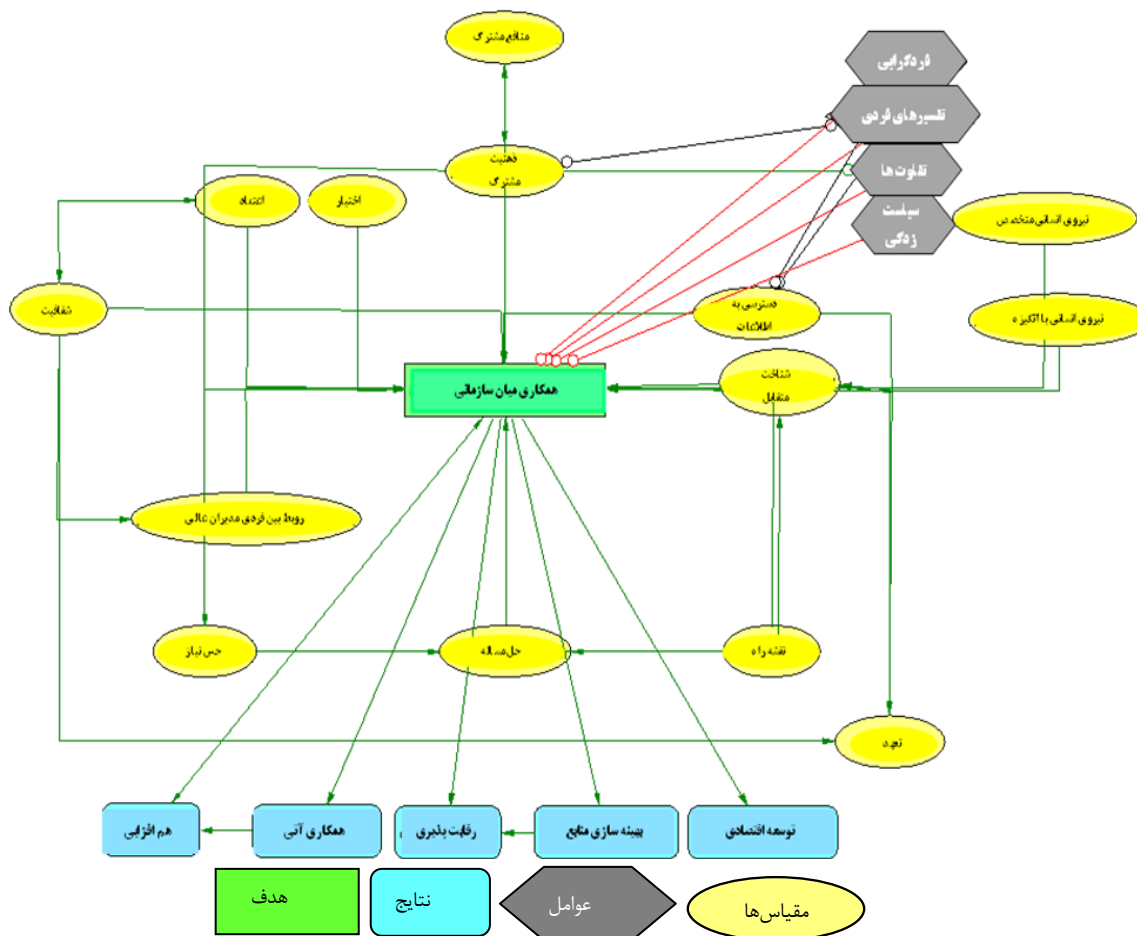 منافع مشترک
فردگرایی
تفسیرهای فردی
ذهنیت
مشترک
تفاوت ها
اعتماد
اختیار
سیاست
زدگی
نیروی انسانی متخصص
شفافیت
دسترسی به
اطلاعات
نیروی انسانی با انگیزه
همکاری میان سازمانی
شناخت
متقابل
روبط بین فردی مدیران عالی
حس نیاز
حل مساله
نقشه راه
تعهد
هم افزایی
همکاری آتی
رقابت پذیری
بهینه سازی منابع
توسعه اقتصادی
هدف
نتایج
عوامل
مقیاس‌ها